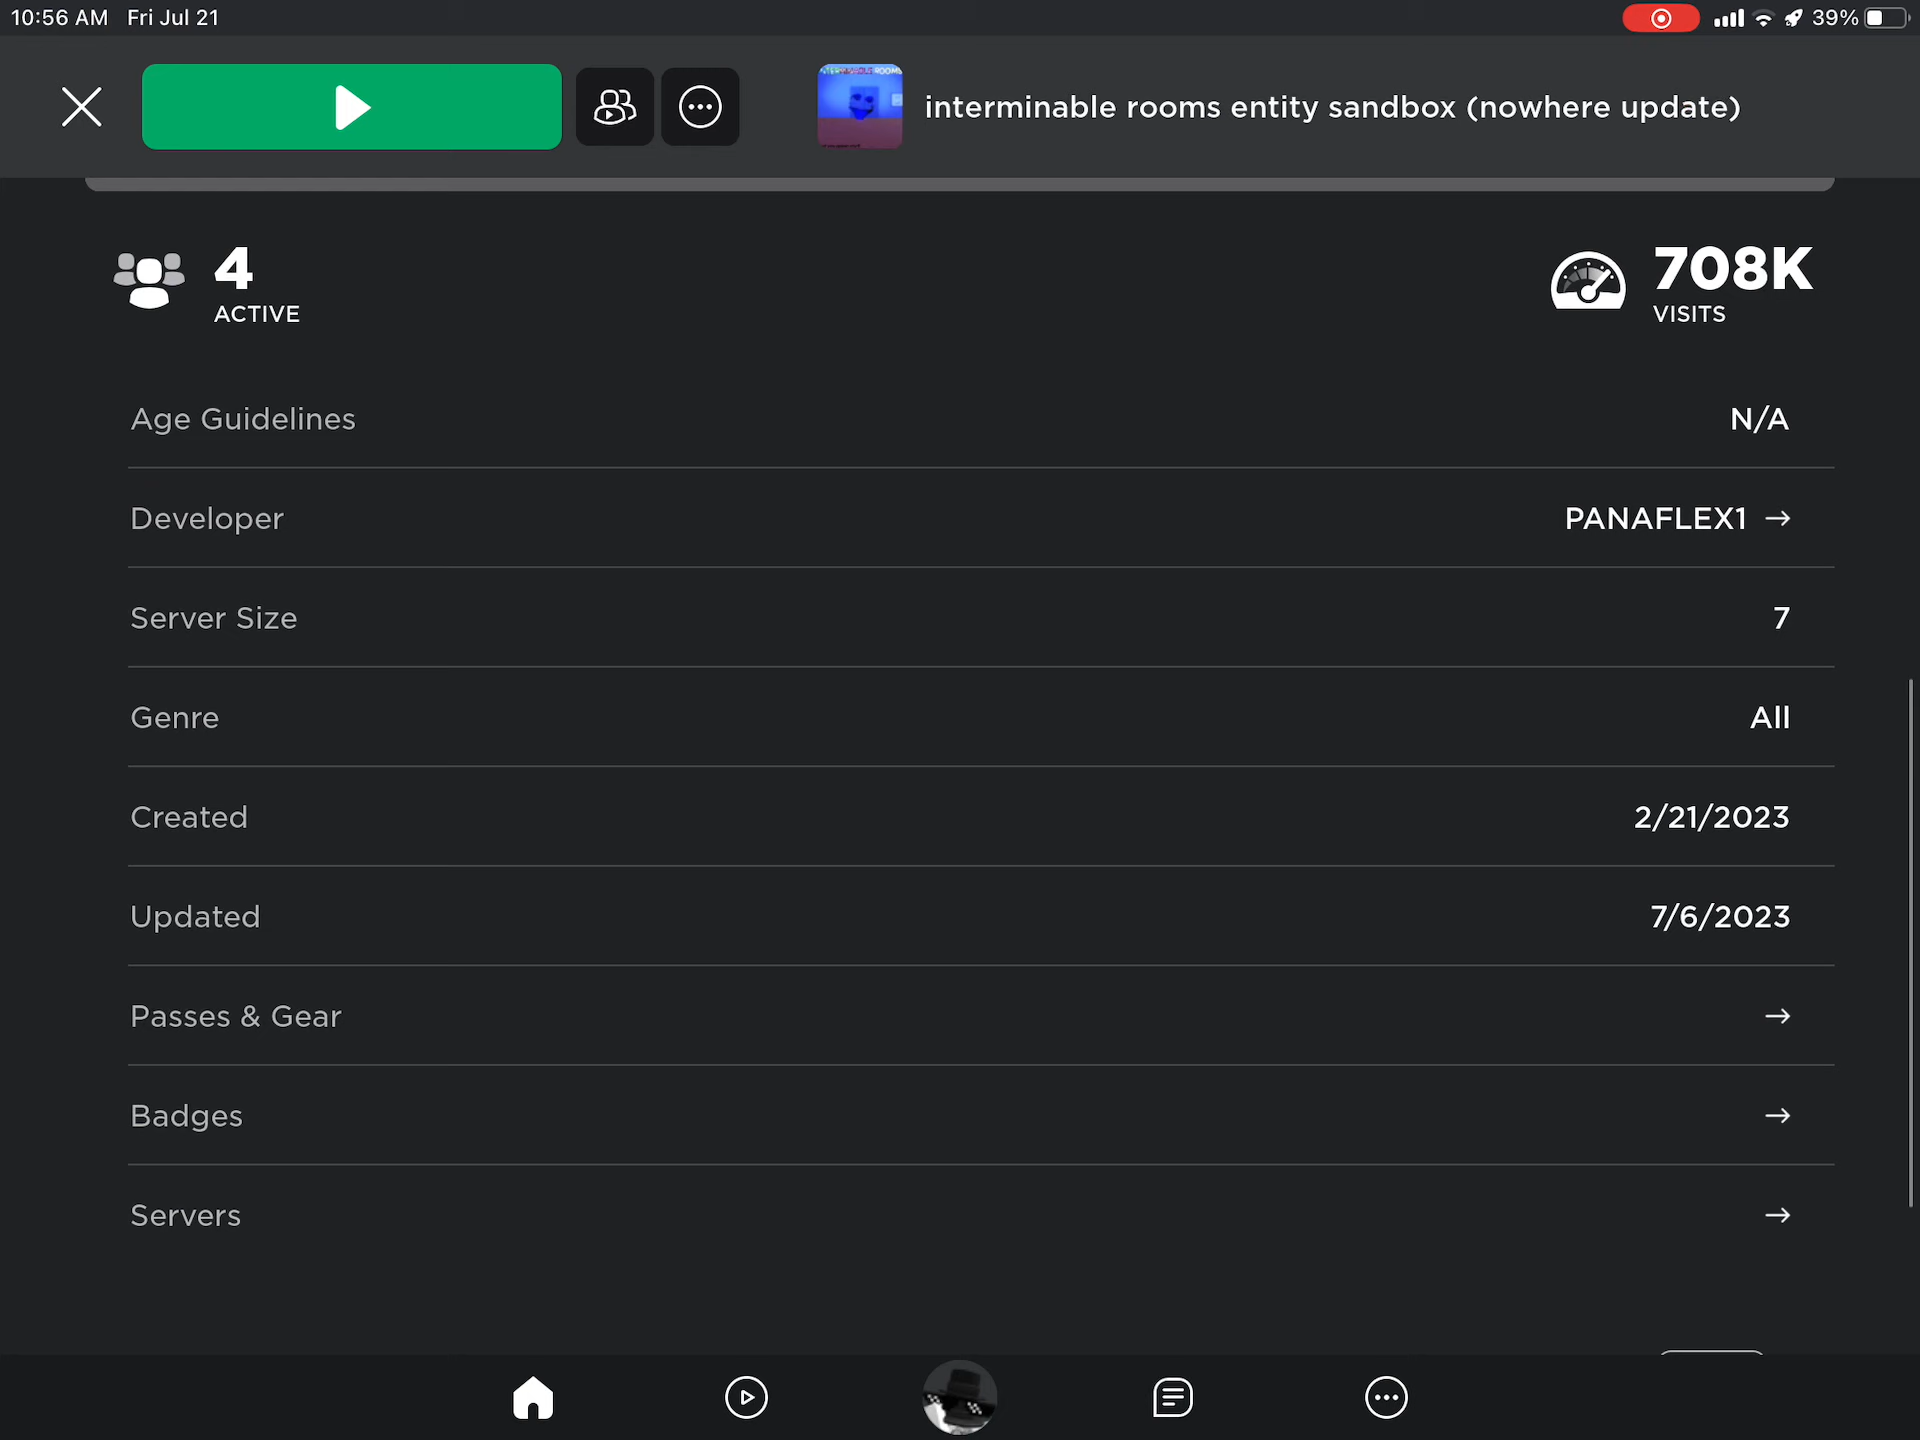 10:56 AM Fri Jul 21 39%
interminable rooms entity sandbox (nowhere update)
4
ACTIVE
708K
VISITS
Age Guidelines N/A
Developer PANAFLEX1 →
Server Size 7
Genre All
Created 2/21/2023
Updated 7/6/2023
Passes & Gear →
Badges →
Servers →